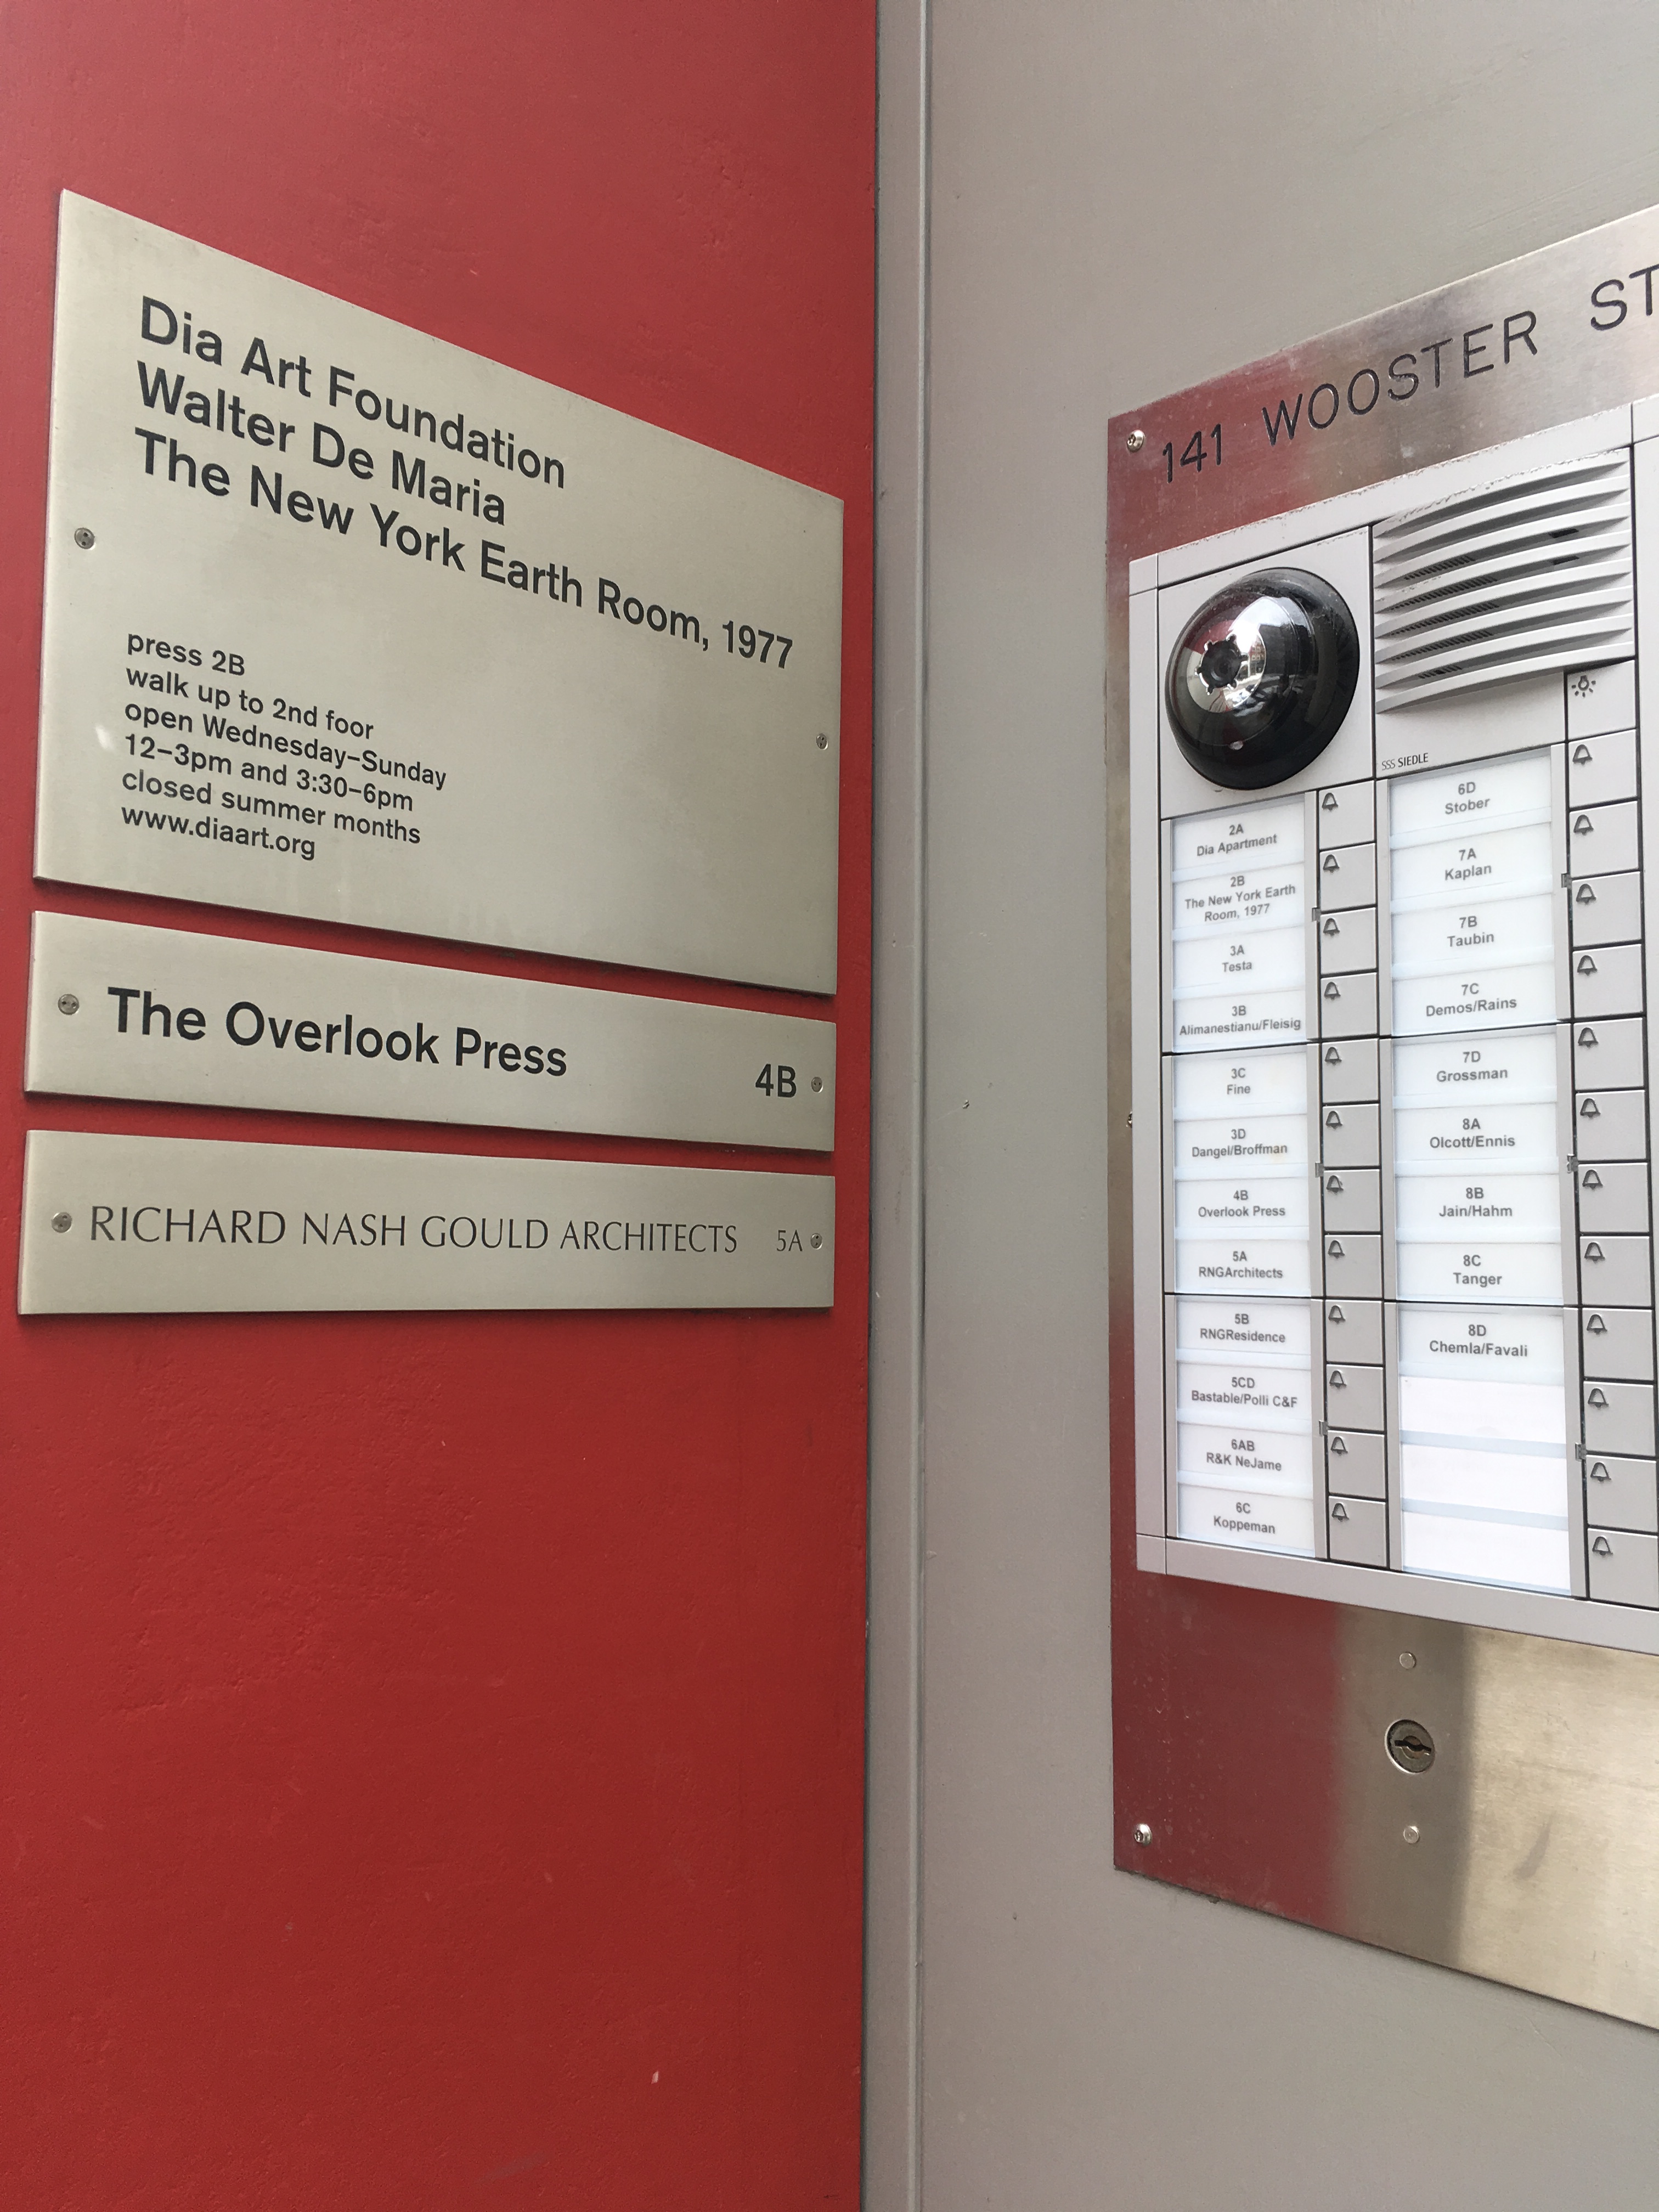 Dia Art Foundation
Walter De Maria
The New York Earth Room, 1977
press 2B
walk up to 2nd foor
open Wednesday–Sunday
12–3pm and 3:30–6pm
closed summer months
www.diaart.org
The Overlook Press 4B
RICHARD NASH GOULD ARCHITECTS 5A
141 WOOSTER ST
SSS SIEDLE
2A
Dia Apartment
2B
The New York Earth
Room, 1977
3A
Testa
3B
Alimanestianu/Fleisig
3C
Fine
3D
Dangel/Broffman
4B
Overlook Press
5A
RNGArchitects
5B
RNGResidence
5CD
Bastable/Polli C&F
6AB
R&K NeJame
6C
Koppeman
6D
Stober
7A
Kaplan
7B
Taubin
7C
Demos/Rains
7D
Grossman
8A
Olcott/Ennis
8B
Jain/Hahm
8C
Tanger
8D
Chemla/Favali